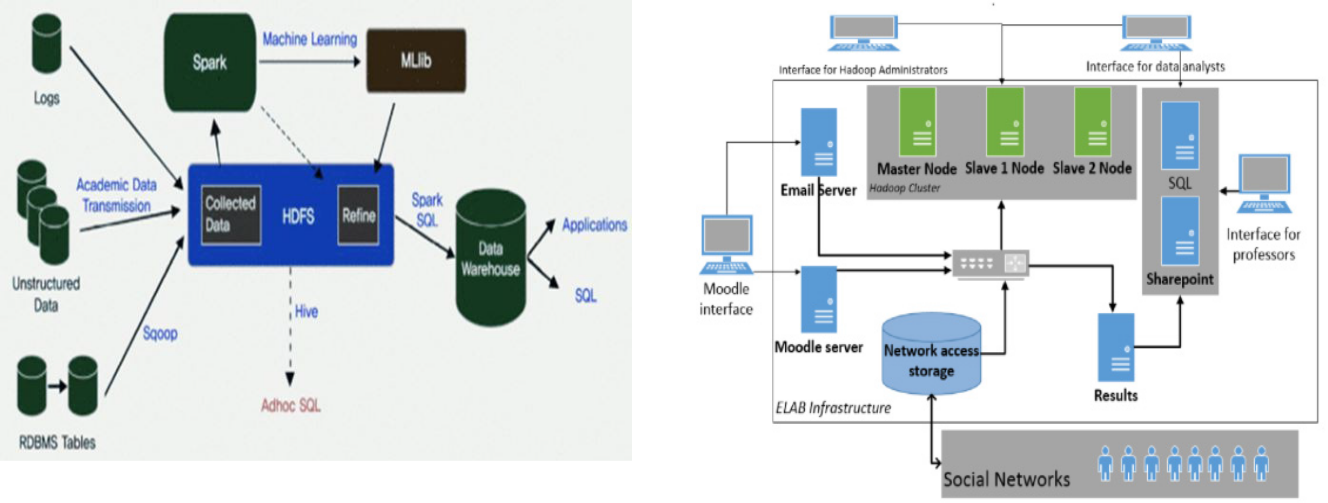 Logs
Spark
Machine Learning
MLlib
Academic Data
Transmission
Collected
Data
HDFS
Refine
Spark
SQL
Data
Warehouse
Applications
SQL
Unstructured
Data
Sqoop
Hive
Adhoc SQL
RDBMS Tables
Interface for Hadoop Administrators
Interface for data analysts
Master Node
Slave 1 Node
Slave 2 Node
Hadoop Cluster
Email Server
SQL
Sharepoint
Interface for
professors
Moodle
interface
Moodle server
Network access
storage
Results
ELAB Infrastructure
Social Networks